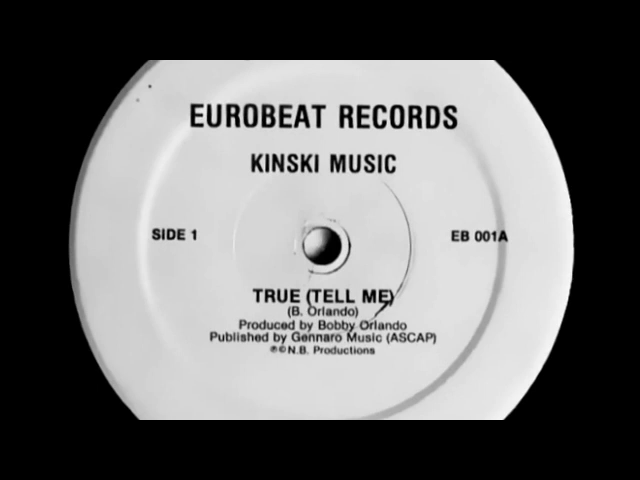 EUROBEAT RECORDS
KINSKI MUSIC
SIDE 1
EB 001A
TRUE (TELL ME)
(B. Orlando)
Produced by Bobby Orlando
Published by Gennaro Music (ASCAP)
℗©N.B. Productions